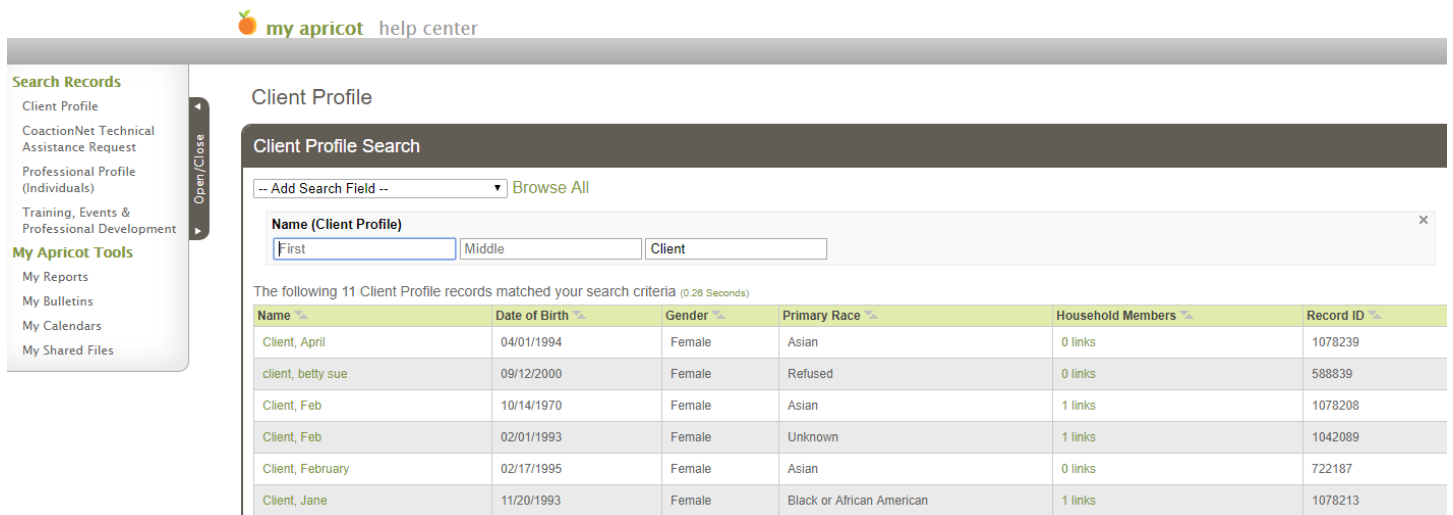 my apricot help center
Search Records
Client Profile
CoactionNet Technical
Assistance Request
Professional Profile
(Individuals)
Training, Events &
Professional Development
My Apricot Tools
My Reports
My Bulletins
My Calendars
My Shared Files
Open/Close
Client Profile
Client Profile Search
-- Add Search Field -- Browse All
Name (Client Profile)
First Middle Client
The following 11 Client Profile records matched your search criteria (0.26 Seconds)
Name Date of Birth Gender Primary Race Household Members Record ID
Client, April 04/01/1994 Female Asian 0 links 1078239
client, betty sue 09/12/2000 Female Refused 0 links 588839
Client, Feb 10/14/1970 Female Asian 1 links 1078208
Client, Feb 02/01/1993 Female Unknown 1 links 1042089
Client, February 02/17/1995 Female Asian 0 links 722187
Client, Jane 11/20/1993 Female Black or African American 1 links 1078213